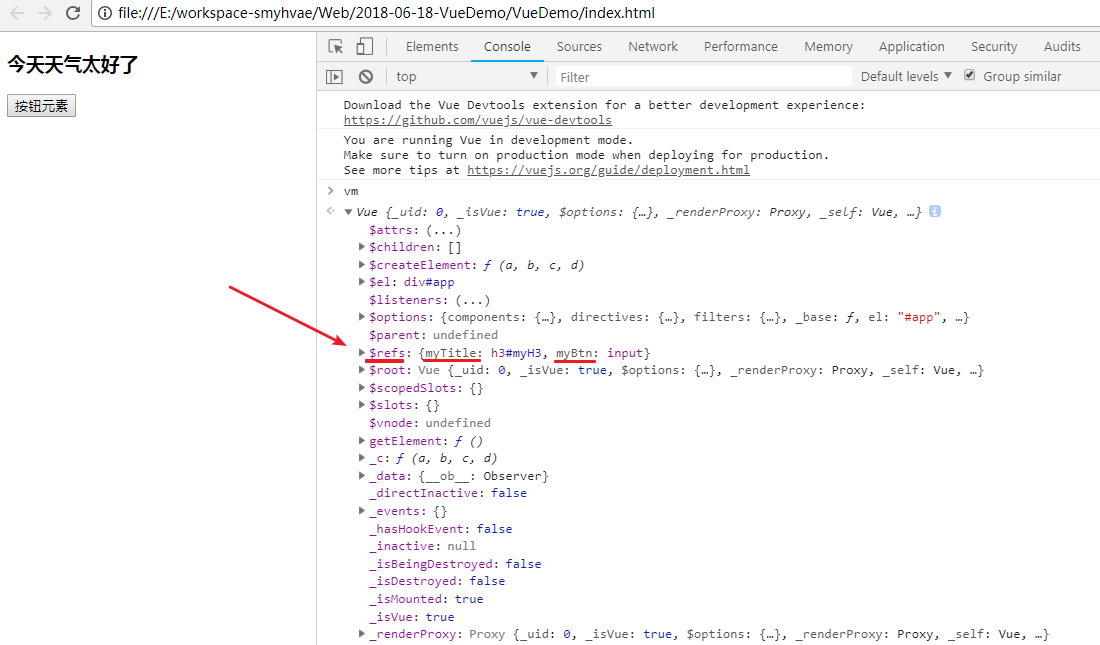 file:///E:/workspace-smyhvae/Web/2018-06-18-VueDemo/VueDemo/index.html
今天天气太好了
按钮元素
Elements Console Sources Network Performance Memory Application Security Audits
top Filter Default levels ▼ Group similar
Download the Vue Devtools extension for a better development experience:
https://github.com/vuejs/vue-devtools
You are running Vue in development mode.
Make sure to turn on production mode when deploying for production.
See more tips at https://vuejs.org/guide/deployment.html
> vm
Vue {_uid: 0, _isVue: true, $options: {…}, _renderProxy: Proxy, _self: Vue, …}
$attrs: (...)
$children: []
$createElement: ƒ (a, b, c, d)
$el: div#app
$listeners: (...)
$options: {components: {…}, directives: {…}, filters: {…}, _base: ƒ, el: "#app", …}
$parent: undefined
$refs: {myTitle: h3#myH3, myBtn: input}
$root: Vue {_uid: 0, _isVue: true, $options: {…}, _renderProxy: Proxy, _self: Vue, …}
$scopedSlots: {}
$slots: {}
$vnode: undefined
getElement: ƒ ()
_c: ƒ (a, b, c, d)
_data: {__ob__: Observer}
_directInactive: false
_events: {}
_hasHookEvent: false
_inactive: null
_isBeingDestroyed: false
_isDestroyed: false
_isMounted: true
_isVue: true
_renderProxy: Proxy {_uid: 0, _isVue: true, $options: {…}, _renderProxy: Proxy, _self: Vue, …}